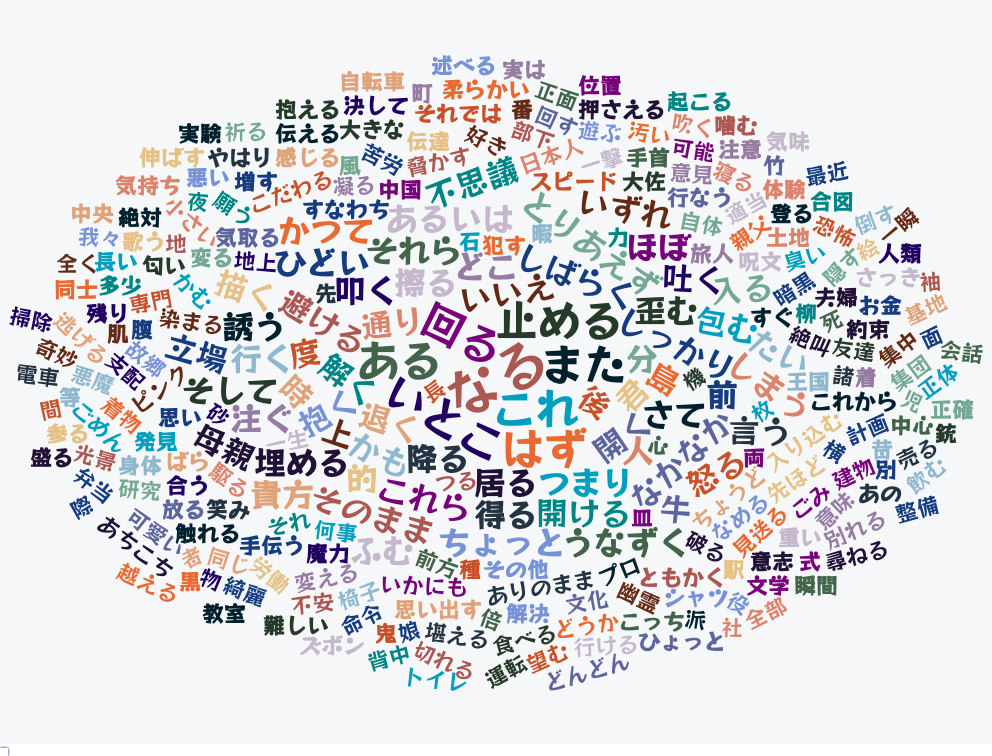 述べる
実は
自転車
町
柔らかい
正面
位置
抱える
決して
それでは
番
回す
押さえる
起こる
実験
祈る
伝える
大きな
伝達
好き
部下
遊ぶ
汚い
吹く
噛む
伸ばす
やはり
感じる
風
苦労
脅かす
日本人
一撃
手首
可能
注意
気味
気持ち
悪い
増す
こだわる
凝る
中国
不思議
スピード
大佐
意見
寝る
竹
最近
中央
絶対
小さい
夜
願う
すなわち
あるいは
とりあえず
いずれ
行なう
適当
体験
登る
合図
我々
歌う
地
気取る
かつて
それら
石
犯す
暇
力
ほぼ
自体
旅人
親父
土地
恐怖
倒す
一瞬
全く
長い
匂い
変る
地上
ひどい
どこ
しばらく
吐く
呪文
臭い
隠す
絵
人類
同士
多少
かむ
描く
先
叩く
擦る
いいえ
歪む
入る
暗黒
夫婦
さっき
袖
残り
専門
避ける
通り
回る
止める
しっかり
包む
すぐ
柳
死
お金
基地
掃除
逃げる
肌
腹
染まる
誘う
約束
絶叫
友達
集中
面
会話
奇妙
故郷
立場
行く
度
解く
ある
なる
また
分
島
機
たい
しまう
王国
諸
着
集団
正体
電車
悪魔
支配
ピンク
そして
時
いく
長
これ
後
君
さて
前
枚
これから
児
正確
間
等
ごめん
着物
思い
砂
注ぐ
抱く
退く
とこ
はず
開く
人
心
なかなか
言う
入り込む
橋
計画
中心
銃
参る
発見
母親
一生
上
かも
降る
怒る
両
昔
別
売る
盛る
光景
身体
ばら
駆る
埋める
的
つる
居る
つまり
牛
ちょうど
先ほど
ごみ
建物
あの
飲む
弁当
研究
合う
貴方
そのまま
これら
得る
開ける
皿
なめる
見送る
意味
整備
放る
笑み
それ
何事
ちょっと
うなずく
破る
重い
別れる
あちこち
可愛い
触れる
手伝う
魔力
ふむ
前方
種
その他
プロ
ともかく
駅
意志
式
尋ねる
越える
者
同じ
労働
黒
物
綺麗
変える
椅子
いかにも
ありのまま
幽霊
シャツ
役
文学
瞬間
教室
不安
命令
思い出す
倍
解決
文化
どうか
こっち
派
社
全部
難しい
鬼
娘
堪える
食べる
行ける
ひょっと
ズボン
背中
切れる
運転
望む
トイレ
どんどん